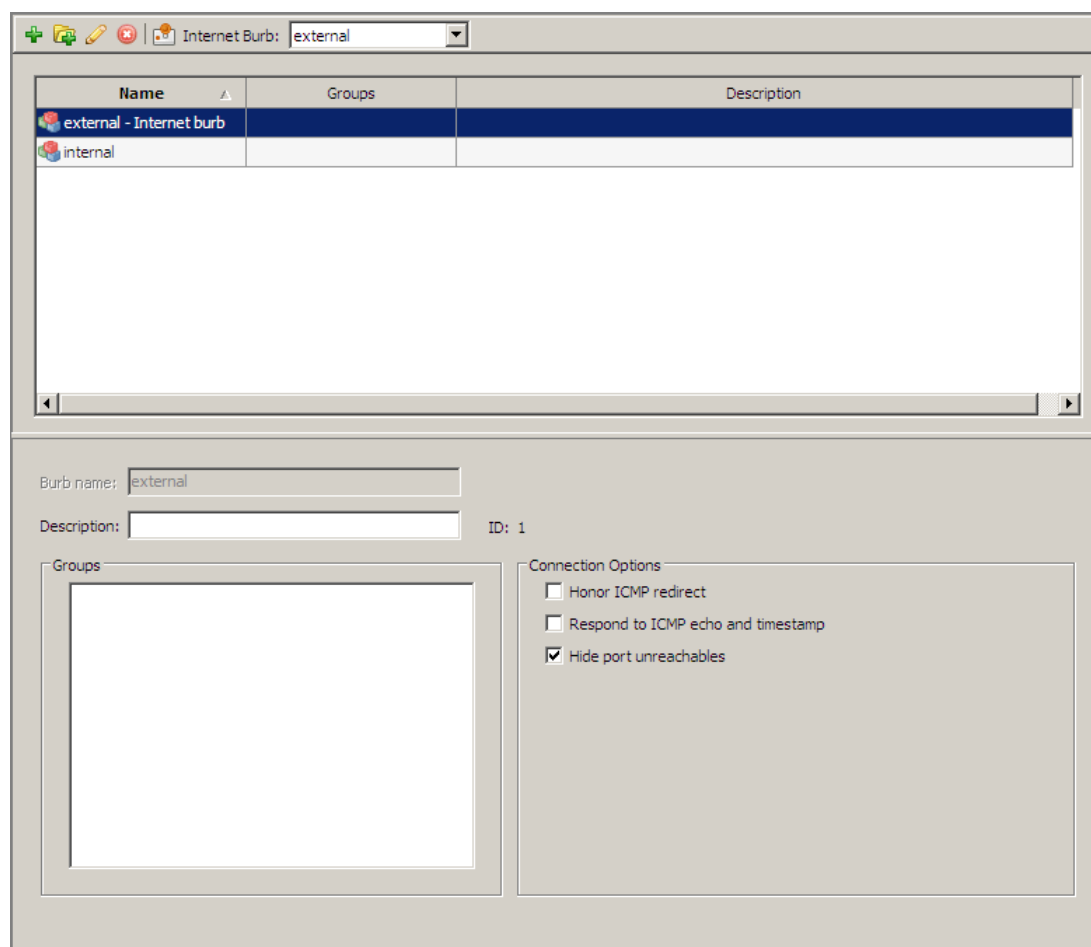 Internet Burb: external
Name Groups Description
external - Internet burb
internal
Burb name: external
Description: ID: 1
Groups Connection Options
Honor ICMP redirect
Respond to ICMP echo and timestamp
Hide port unreachables